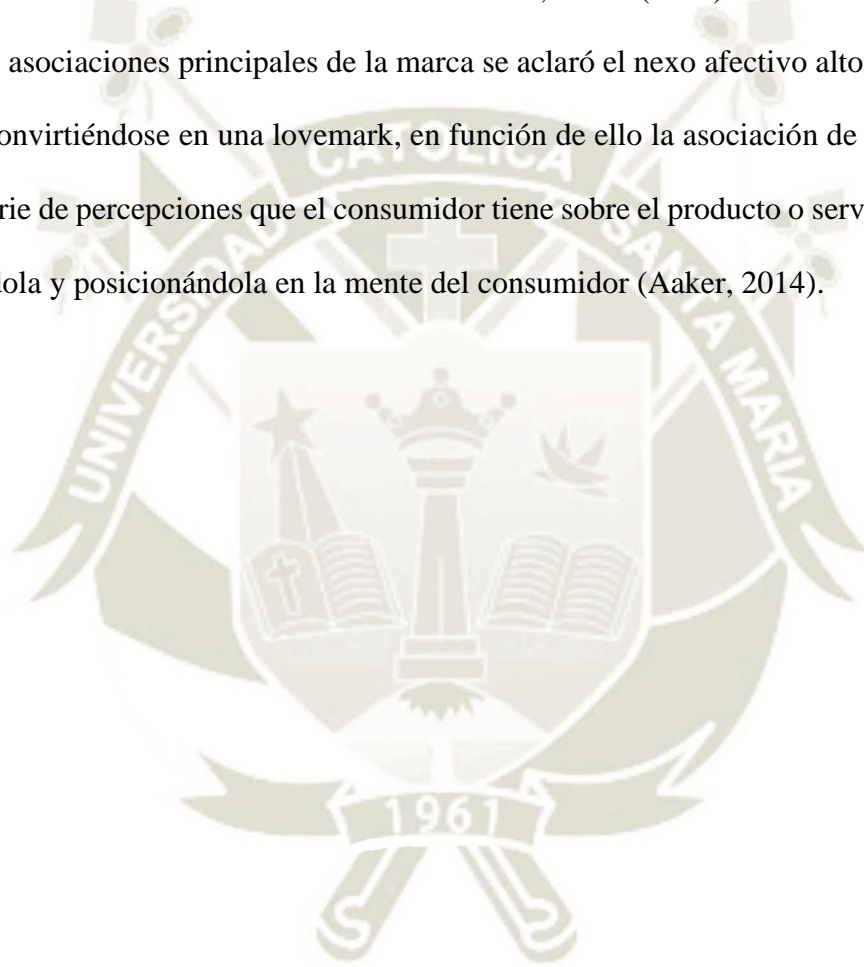 asociaciones principales de la marca se aclaró el nexo afectivo alto
convirtiéndose en una lovemark, en función de ello la asociación de
rie de percepciones que el consumidor tiene sobre el producto o serv
dola y posicionándola en la mente del consumidor (Aaker, 2014).
UNIVERSIDAD CATOLICA SANTA MARIA
1961